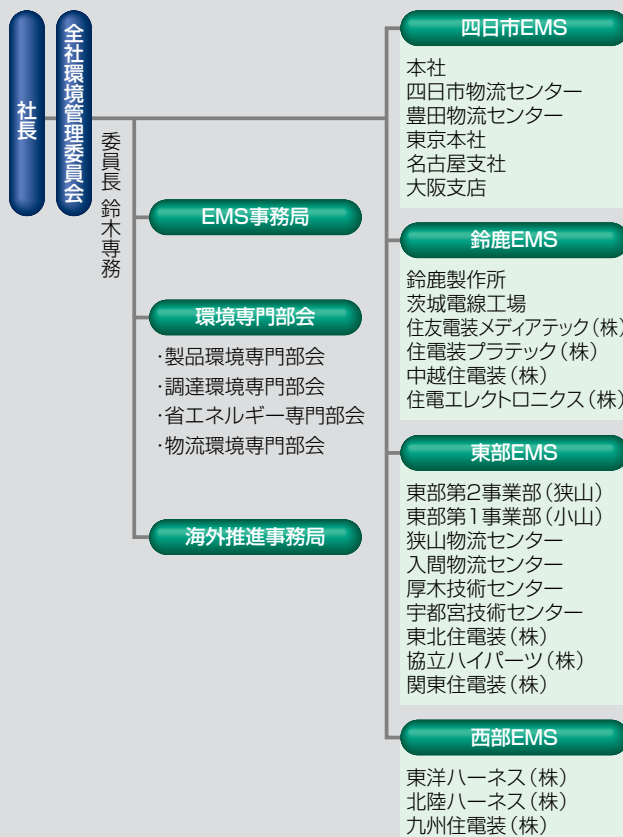 社長
全社環境管理委員会
委員長 鈴木専務
EMS事務局
環境専門部会
・製品環境専門部会
・調達環境専門部会
・省エネルギー専門部会
・物流環境専門部会
海外推進事務局
四日市EMS
本社
四日市物流センター
豊田物流センター
東京本社
名古屋支社
大阪支店
鈴鹿EMS
鈴鹿製作所
茨城電線工場
住友電装メディアテック（株）
住電装プラテック（株）
中越住電装（株）
住電エレクトロニクス（株）
東部EMS
東部第2事業部（狭山）
東部第1事業部（小山）
狭山物流センター
入間物流センター
厚木技術センター
宇都宮技術センター
東北住電装（株）
協立ハイパーツ（株）
関東住電装（株）
西部EMS
東洋ハーネス（株）
北陸ハーネス（株）
九州住電装（株）